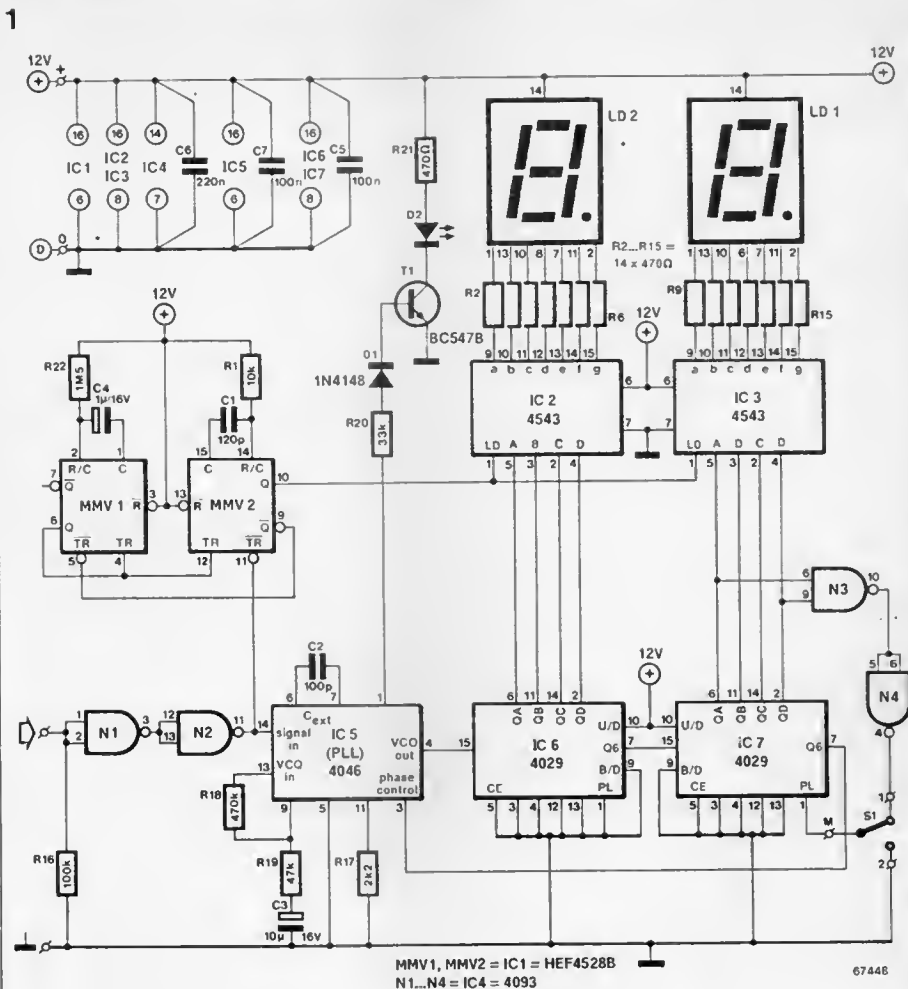 1
12V
+
12V
14
14
LD 2
LD 1
16
16
14
16
16
IC1
IC2
IC3
IC4
C6
220n
IC5
C7
100n
IC6
IC7
C5
100n
6
8
7
6
8
D
0
R21
470Ω
D2
T1
BC547B
D1
1N4148
R20
33k
1 13 10 8 7 11 2
1 13 10 6 7 11 2
R2...R15 =
14 x 470Ω
R2
R6
R9
R15
12V
9 10 11 12 13 14 15
a b c d e f g
IC 2
4543
LD A B C D
1 5 3 2 4
6
7
6
7
9 10 11 12 13 14 15
a b c d e f g
IC 3
4543
LD A D C D
1 5 3 2 4
12V
R22
1M5
C4
1µ/16V
R1
10k
C1
120p
2
1
15
14
R/C
C
C
R/C
7
Q
MMV 1
R
3
13
R
MMV 2
Q
10
6
Q
Q
9
TR
TR
TR
TR
5
4
12
11
6
9
N3
10
5
6
N4
4
C2
100p
6
7
1
Cext
14
signal
in
IC 5
(PLL)
4046
VCO
out
4
13
VCO
in
phase
control
9
5
11
3
1
2
N1
3
12
13
N2
11
R16
100k
R18
470k
R19
47k
C3
10µ
16V
R17
2k2
12V
6 11 14 2
QA QB QD QD
15
IC 6
4029
U/D
10
Q6
7
B/D
9
CE
PL
5 3 4 12 13 1
6 11 14 2
QA QB QC QD
10
U/D
15
9
B/D
IC 7
4029
Q6
7
CE
PL
5 3 4 12 13 1
M
S1
1
2
MMV1, MMV2 = IC1 = HEF4528B
N1...N4 = IC4 = 4093
67448